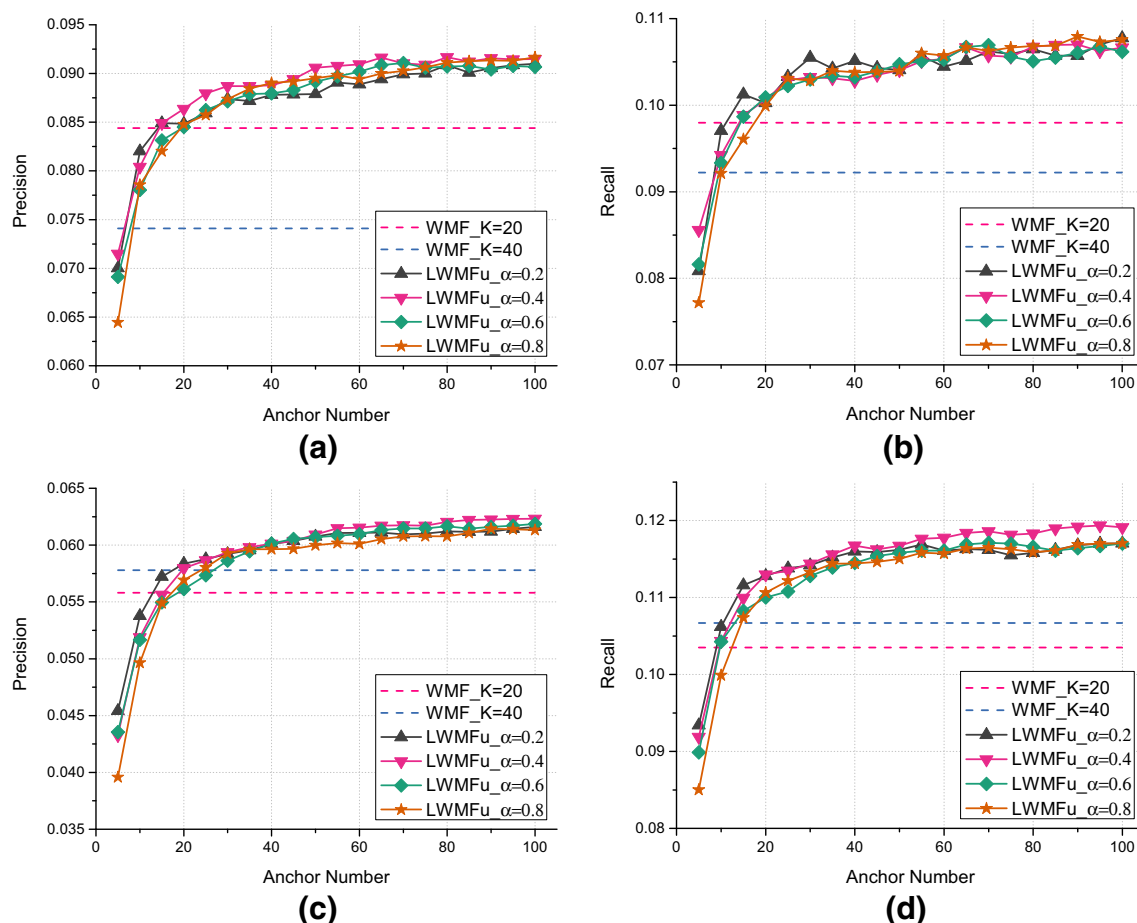 0.095
0.090
0.085
0.080
0.075
0.070
0.065
0.060
Precision
0 20 40 60 80 100
Anchor Number
WMF_K=20
WMF_K=40
LWMFu_α=0.2
LWMFu_α=0.4
LWMFu_α=0.6
LWMFu_α=0.8
(a)
0.11
0.10
0.09
0.08
0.07
Recall
0 20 40 60 80 100
Anchor Number
WMF_K=20
WMF_K=40
LWMFu_α=0.2
LWMFu_α=0.4
LWMFu_α=0.6
LWMFu_α=0.8
(b)
0.065
0.060
0.055
0.050
0.045
0.040
0.035
Precision
0 20 40 60 80 100
Anchor Number
WMF_K=20
WMF_K=40
LWMFu_α=0.2
LWMFu_α=0.4
LWMFu_α=0.6
LWMFu_α=0.8
(c)
0.12
0.11
0.10
0.09
0.08
Recall
0 20 40 60 80 100
Anchor Number
WMF_K=20
WMF_K=40
LWMFu_α=0.2
LWMFu_α=0.4
LWMFu_α=0.6
LWMFu_α=0.8
(d)